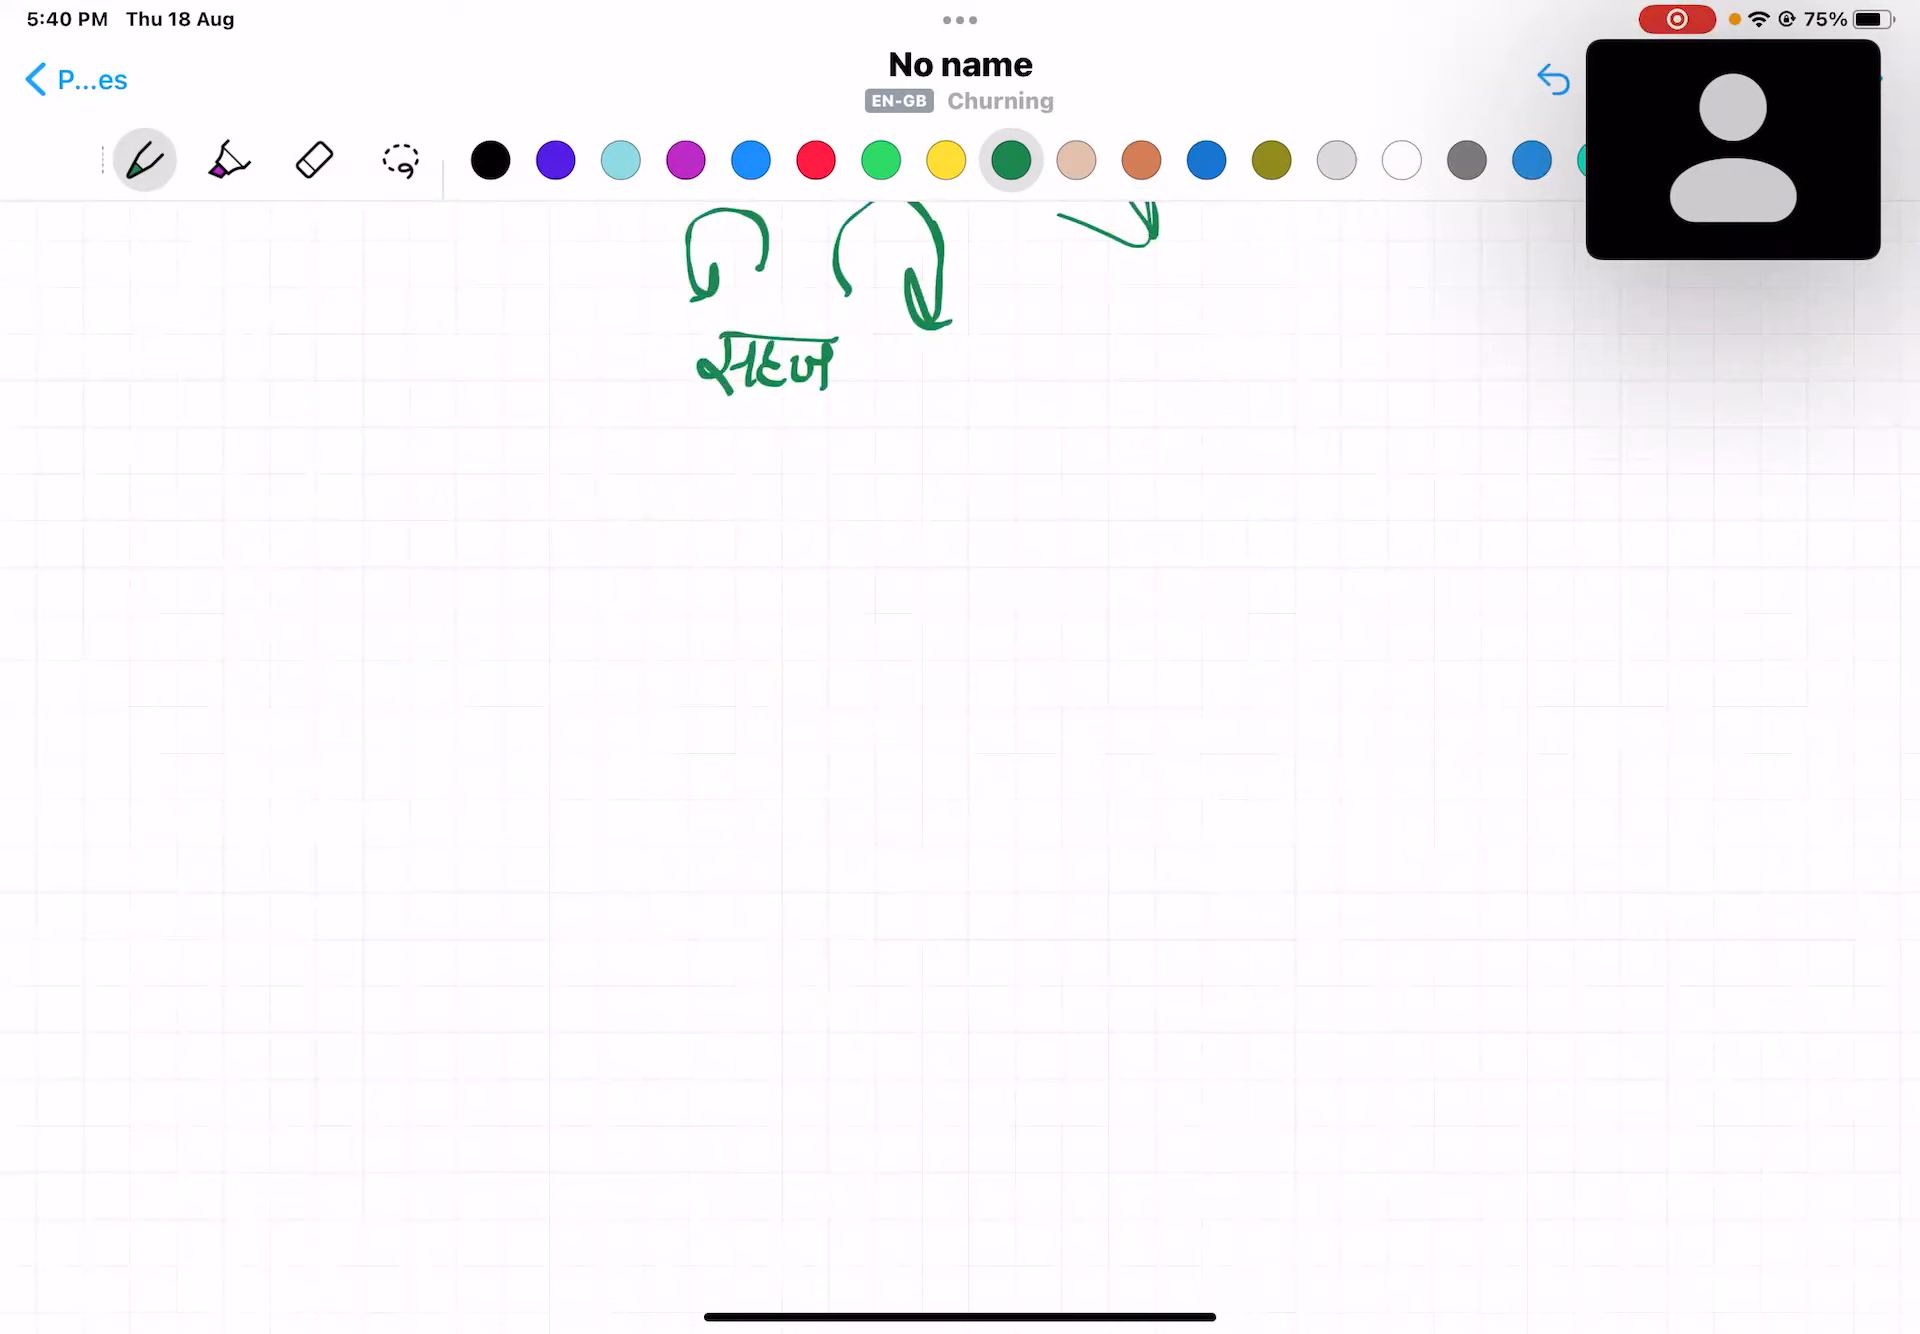 5:40 PM Thu 18 Aug
75%
P...es
No name
EN-GB Churning
सहज